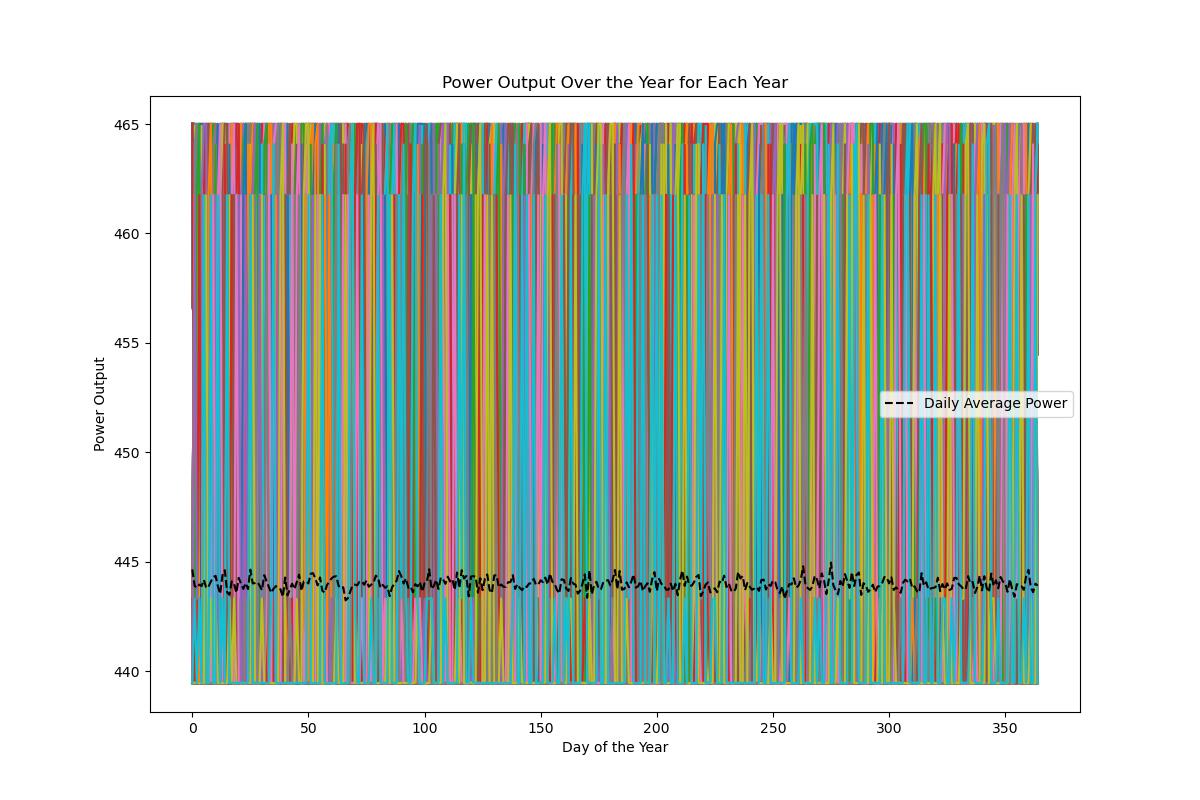 Power Output Over the Year for Each Year
465
460
455
450
445
440
Power Output
Daily Average Power
0 50 100 150 200 250 300 350
Day of the Year